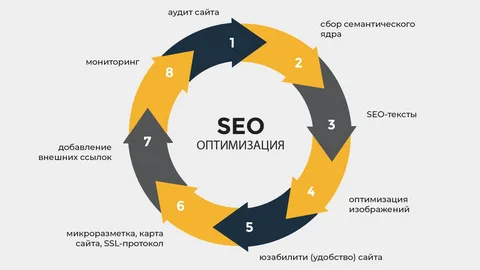 аудит сайта
1
сбор семантического
ядра
2
SEO-тексты
3
оптимизация
изображений
4
юзабилити (удобство) сайта
5
микроразметка, карта
сайта, SSL-протокол
6
добавление
внешних ссылок
7
мониторинг
8
SEO
ОПТИМИЗАЦИЯ